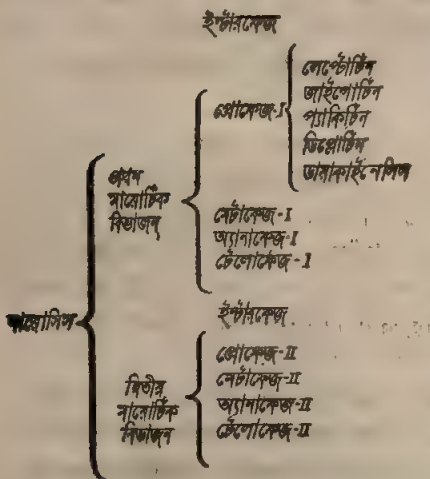 ইন্টারফেজ
লেপ্টোটিন
জাইগোটিন
প্যাকিটিন
ডিপ্লোটিন
ডায়াকাইনেসিস
প্রোফেজ-I
প্রথম
মায়োটিক
বিভাজন
মেটাফেজ-I
অ্যানাফেজ-I
টেলোফেজ-I
মায়োসিস
ইন্টারফেজ
প্রোফেজ-II
মেটাফেজ-II
অ্যানাফেজ-II
টেলোফেজ-II
দ্বিতীয়
মায়োটিক
বিভাজন